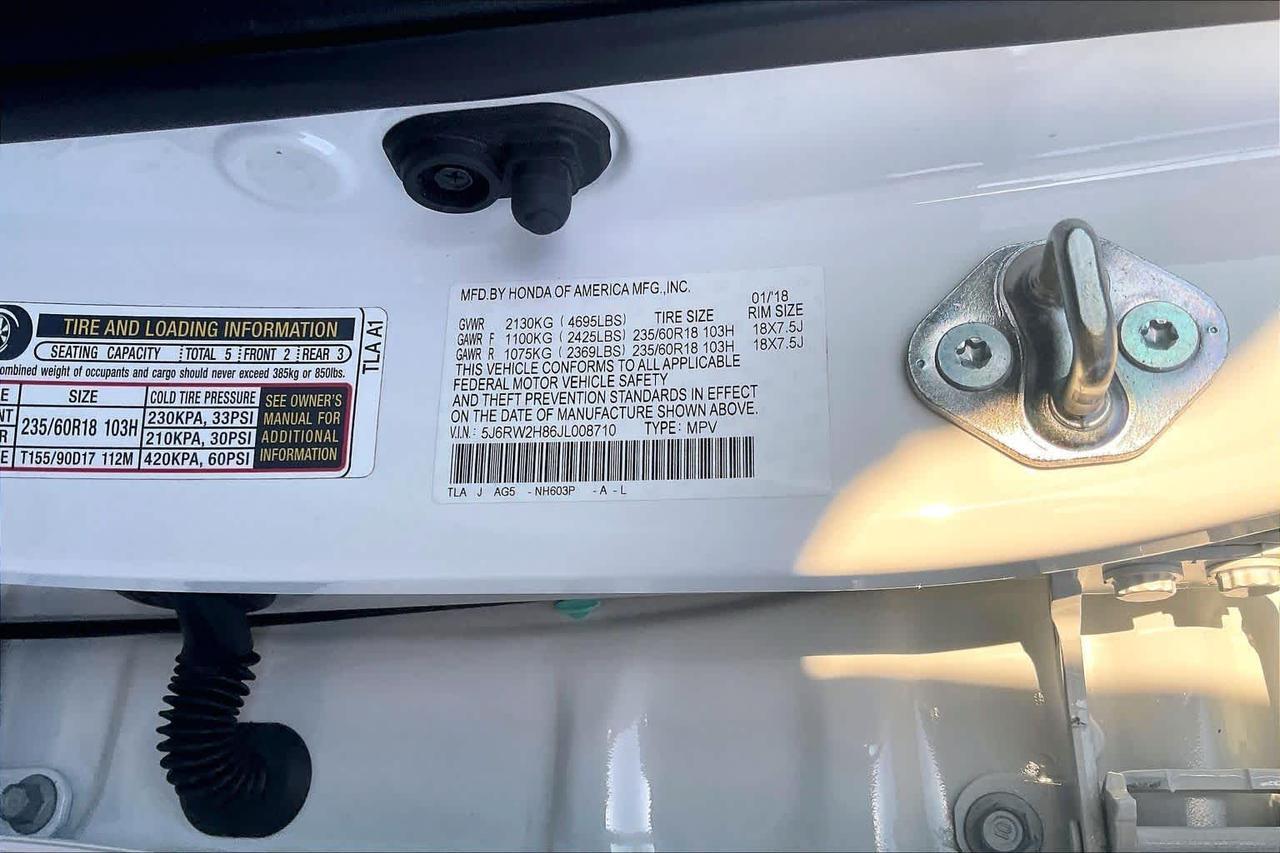 TIRE AND LOADING INFORMATION
SEATING CAPACITY TOTAL 5 FRONT 2 REAR 3
combined weight of occupants and cargo should never exceed 385kg or 850lbs.
SIZE COLD TIRE PRESSURE
235/60R18 103H
230KPA, 33PSI
210KPA, 30PSI
T155/90D17 112M 420KPA, 60PSI
SEE OWNER'S
MANUAL FOR
ADDITIONAL
INFORMATION
TLA A1
MFD.BY HONDA OF AMERICA MFG.,INC.
01/'18
GVWR 2130KG ( 4695LBS) TIRE SIZE RIM SIZE
GAWR F 1100KG ( 2425LBS) 235/60R18 103H 18X7.5J
GAWR R 1075KG ( 2369LBS) 235/60R18 103H 18X7.5J
THIS VEHICLE CONFORMS TO ALL APPLICABLE
FEDERAL MOTOR VEHICLE SAFETY
AND THEFT PREVENTION STANDARDS IN EFFECT
ON THE DATE OF MANUFACTURE SHOWN ABOVE.
V.I.N.: 5J6RW2H86JL008710 TYPE: MPV
TLA J AG5 - NH603P - A - L